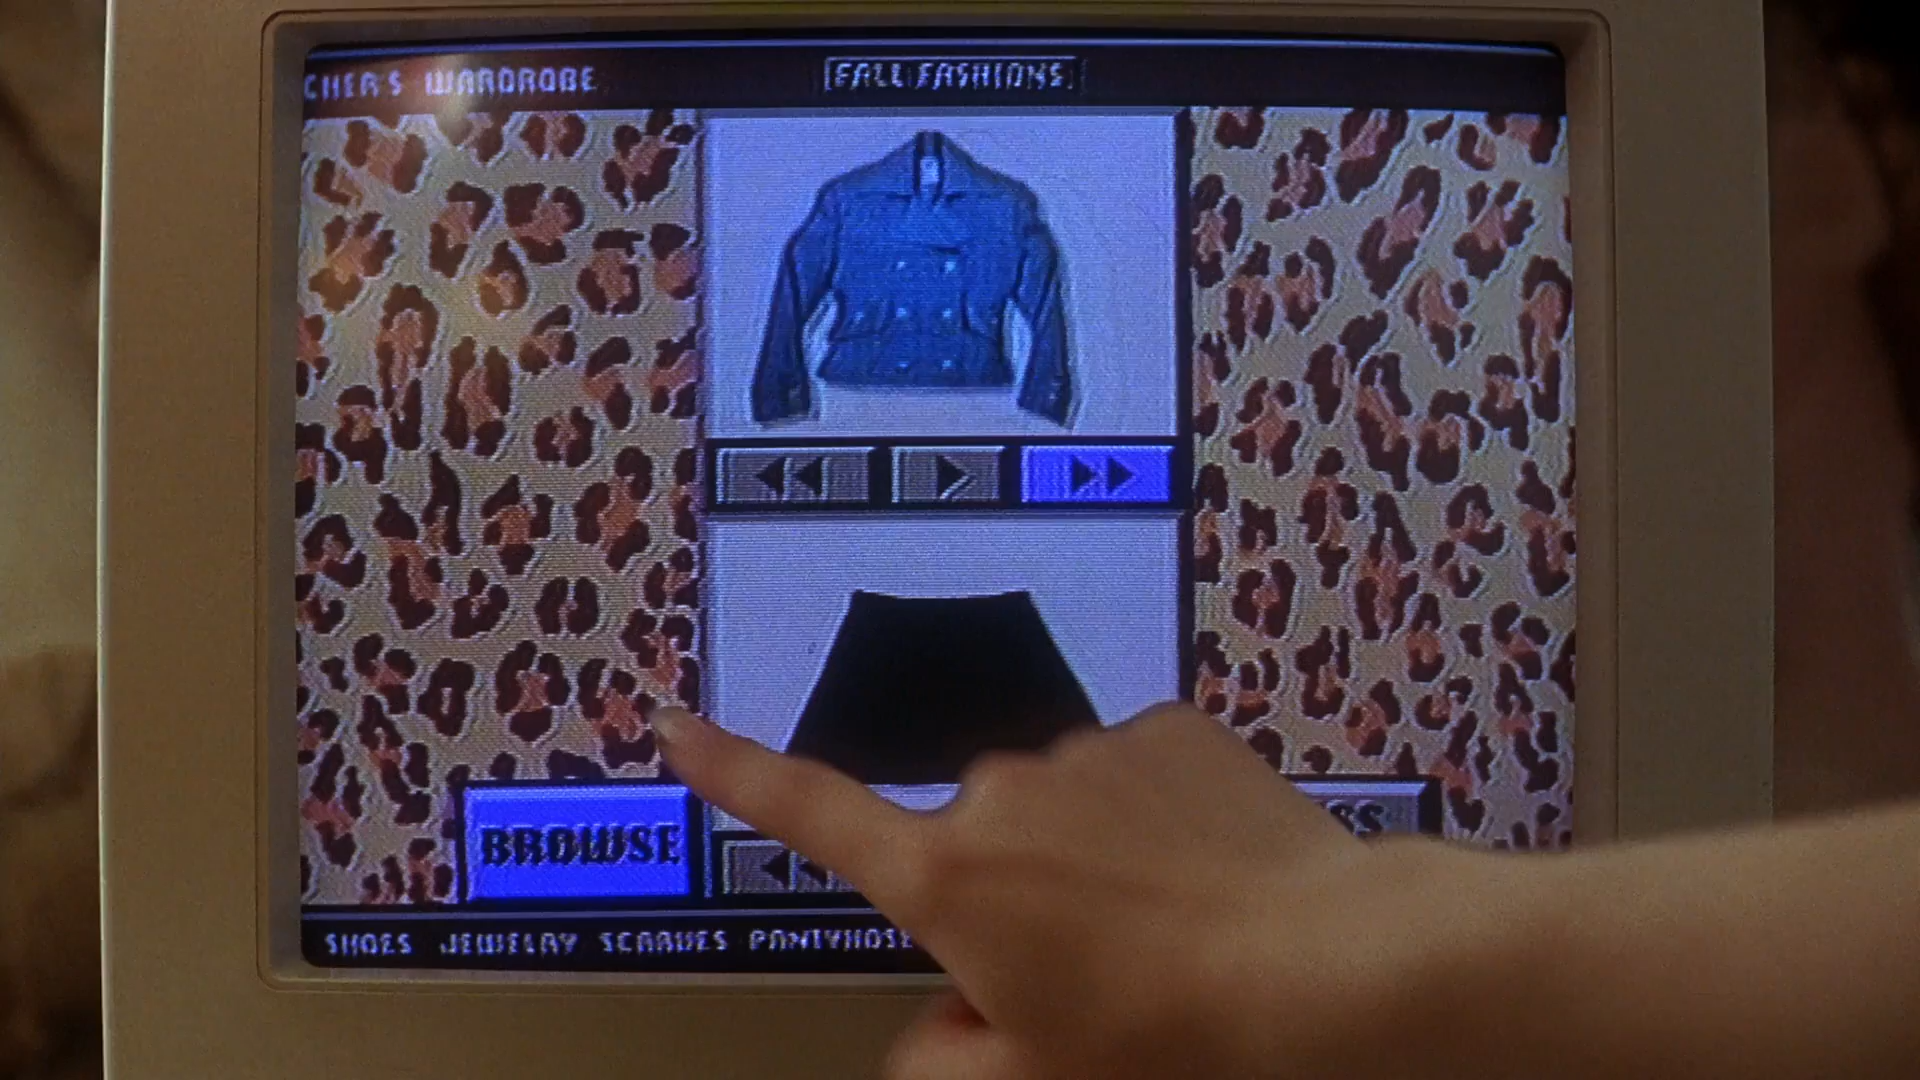 CHER'S WARDROBE
FALL FASHIONS
BROWSE
SHOES JEWELRY SCARVES PANTYHOSE